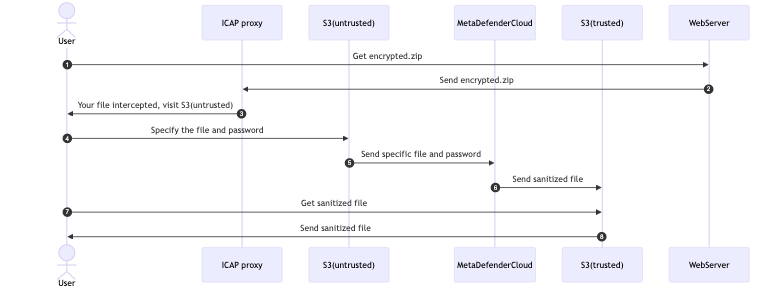 User
ICAP proxy
S3(untrusted)
MetaDefenderCloud
S3(trusted)
WebServer
1
Get encrypted.zip
Send encrypted.zip
2
Your file intercepted, visit S3(untrusted)
3
4
Specify the file and password
5
Send specific file and password
6
Send sanitized file
7
Get sanitized file
Send sanitized file
8
User
ICAP proxy
S3(untrusted)
MetaDefenderCloud
S3(trusted)
WebServer